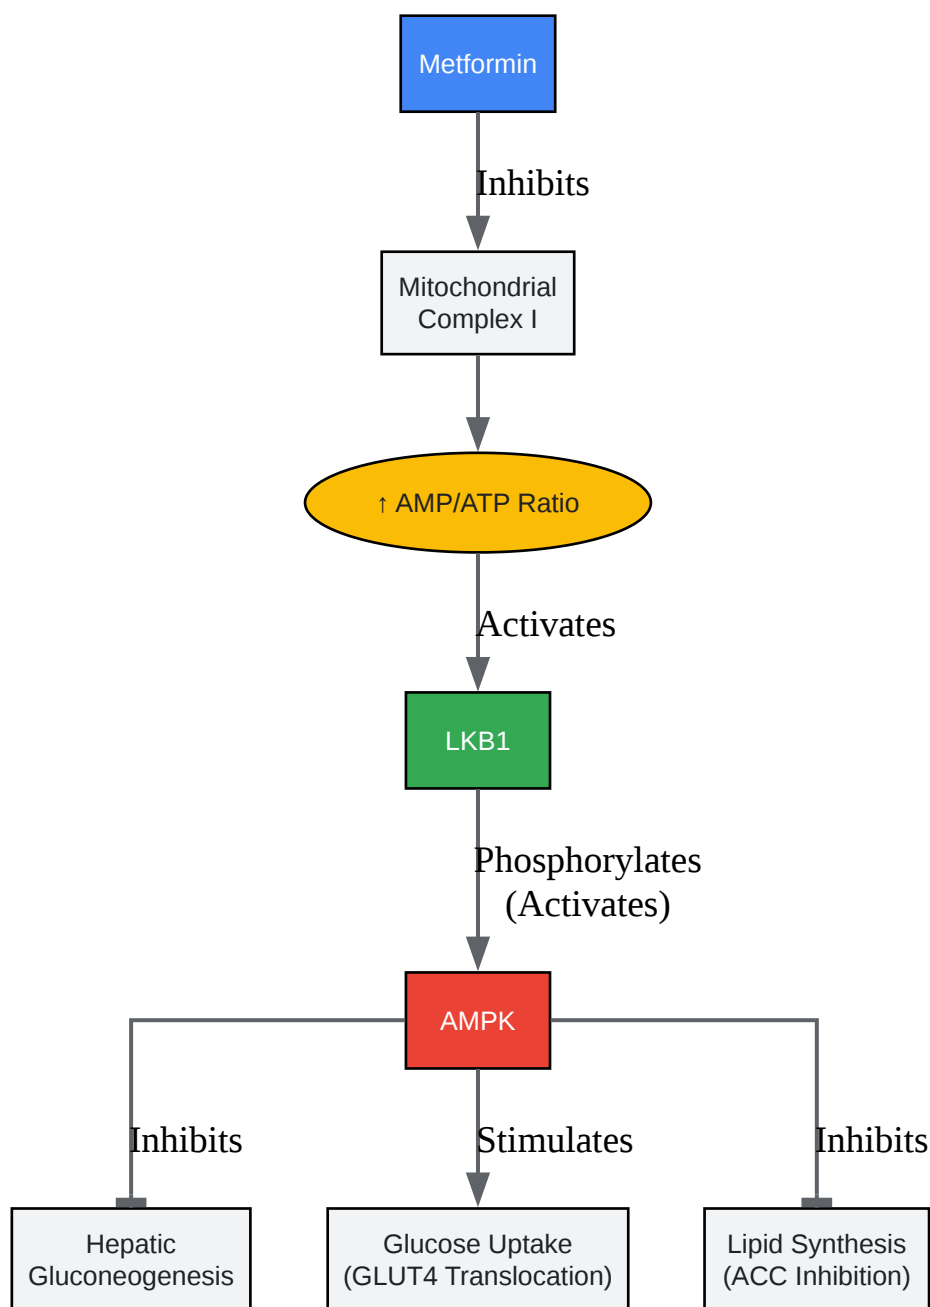 Metformin
Inhibits
Mitochondrial
Complex I
↑ AMP/ATP Ratio
Activates
LKB1
Phosphorylates
(Activates)
AMPK
Inhibits
Stimulates
Inhibits
Hepatic
Gluconeogenesis
Glucose Uptake
(GLUT4 Translocation)
Lipid Synthesis
(ACC Inhibition)